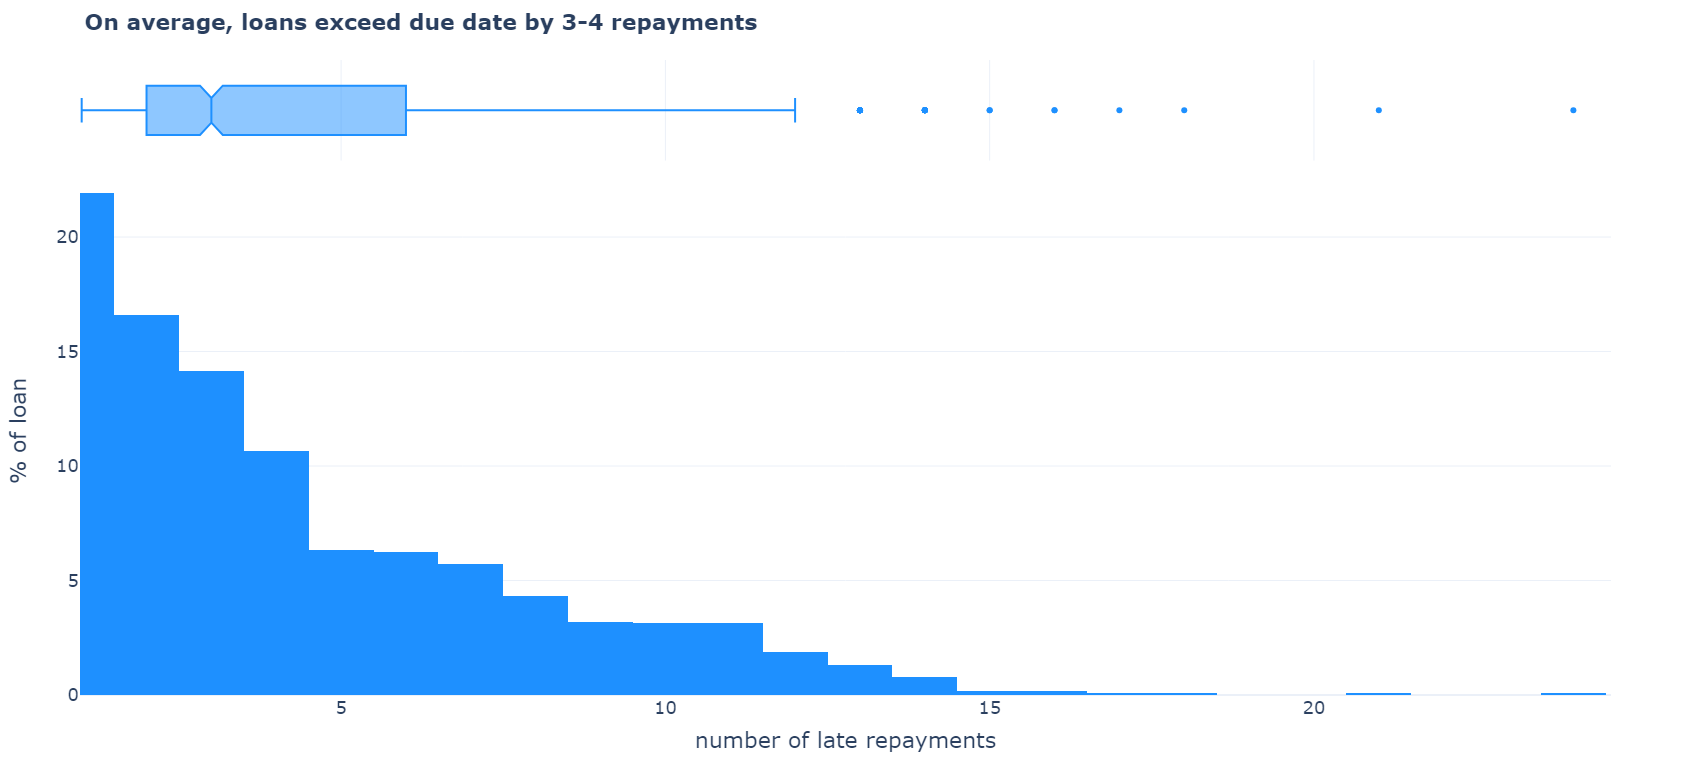 On average, loans exceed due date by 3-4 repayments
20
15
10
5
0
% of loan
5 10 15 20
number of late repayments